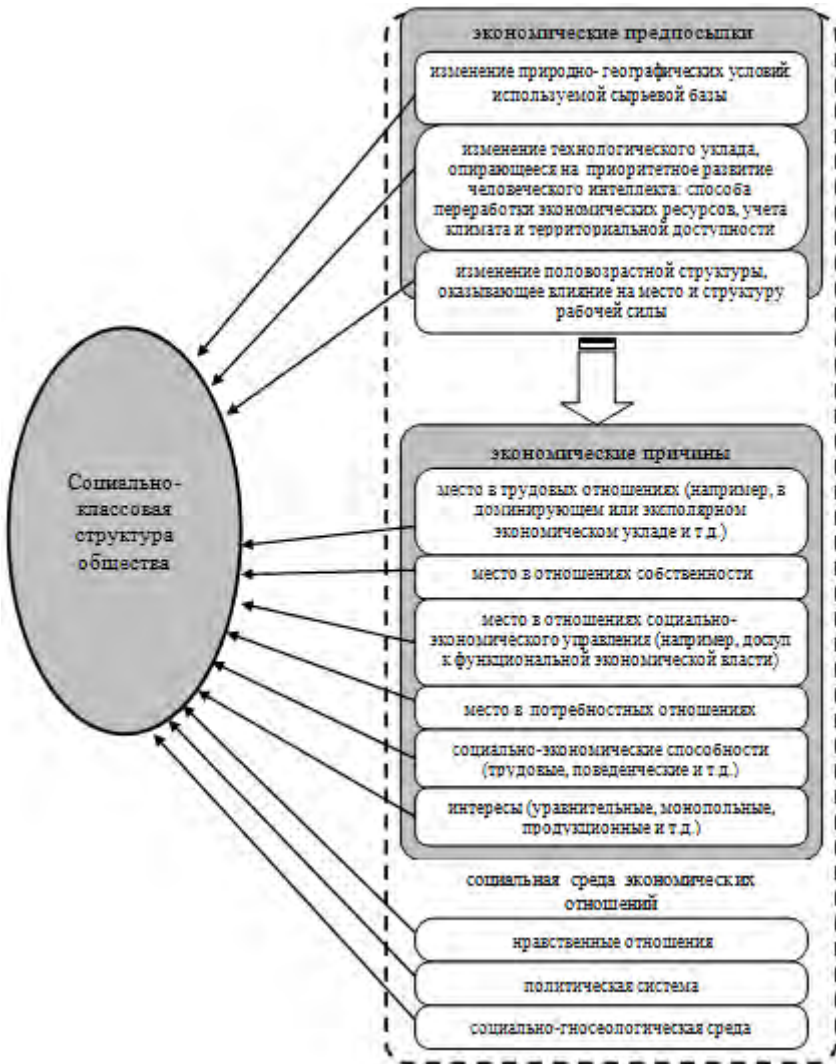 экономические предпосылки
изменение природно- географических условий
используемой сырьевой базы
изменение технологического уклада,
опирающееся на приоритетное развитие
человеческого интеллекта: способа
переработки экономических ресурсов, учета
климата и территориальной доступности
изменение половозрастной структуры,
оказывающее влияние на место и структуру
рабочей силы
Социально-
классовая
структура
общества
экономические причины
место в трудовых отношениях (например, в
доминирующем или эксполярном
экономическом укладе и т.д.)
место в отношениях собственности
место в отношениях социально-
экономического управления (например, доступ
к функциональной экономической власти)
место в потребностных отношениях
социально-экономические способности
(трудовые, поведенческие и т.д.)
интересы (уравнительные, монопольные,
продукционные и т.д.)
социальная среда экономических
отношений
нравственные отношения
политическая система
социально-гносеологическая среда